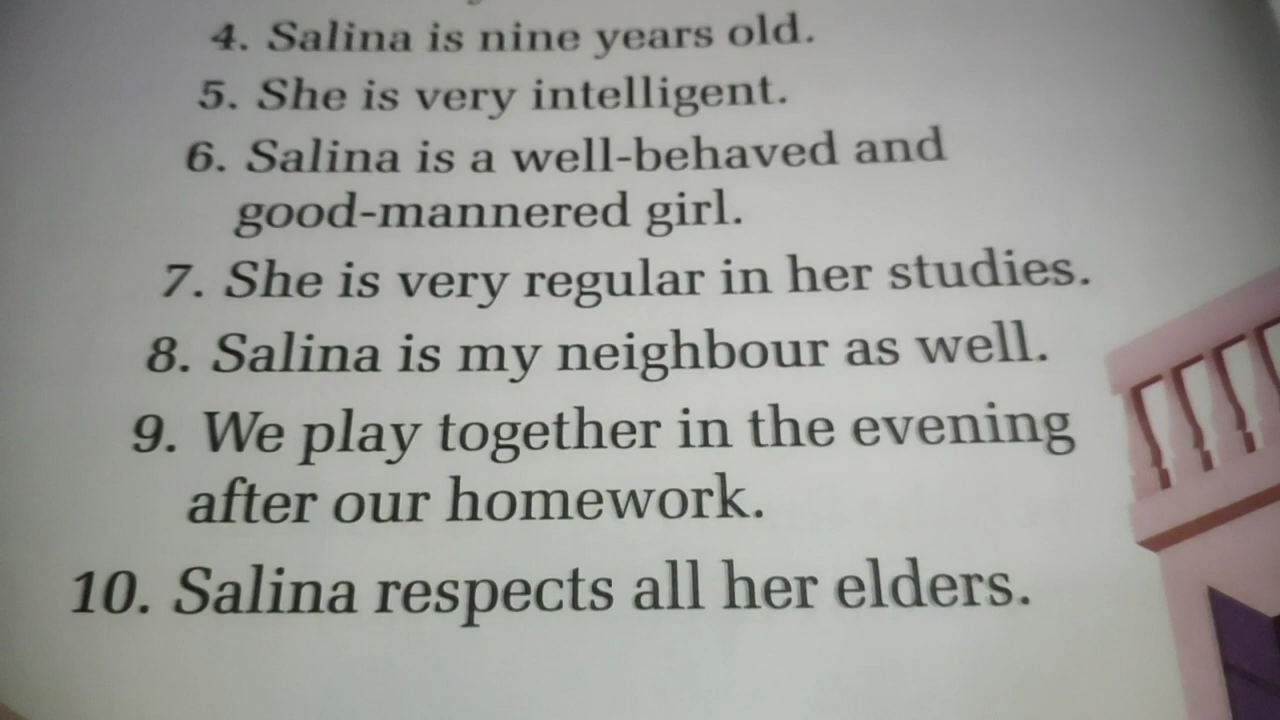 4. Salina is nine years old.
5. She is very intelligent.
6. Salina is a well-behaved and
good-mannered girl.
7. She is very regular in her studies.
8. Salina is my neighbour as well.
9. We play together in the evening
after our homework.
10. Salina respects all her elders.